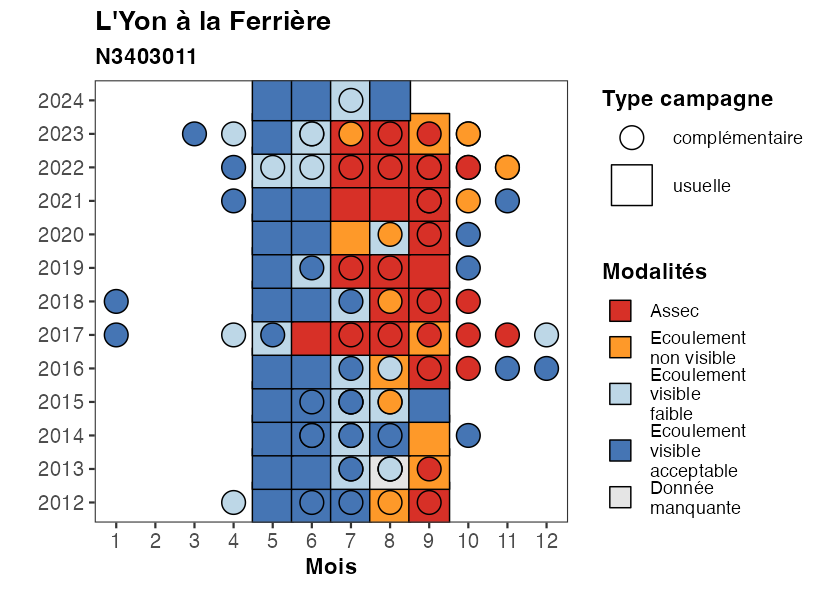 L'Yon à la Ferrière
N3403011
2024
2023
2022
2021
2020
2019
2018
2017
2016
2015
2014
2013
2012
1 2 3 4 5 6 7 8 9 10 11 12
Mois
Type campagne
complémentaire
usuelle
Modalités
Assec
Ecoulement
non visible
Ecoulement
visible
faible
Ecoulement
visible
acceptable
Donnée
manquante